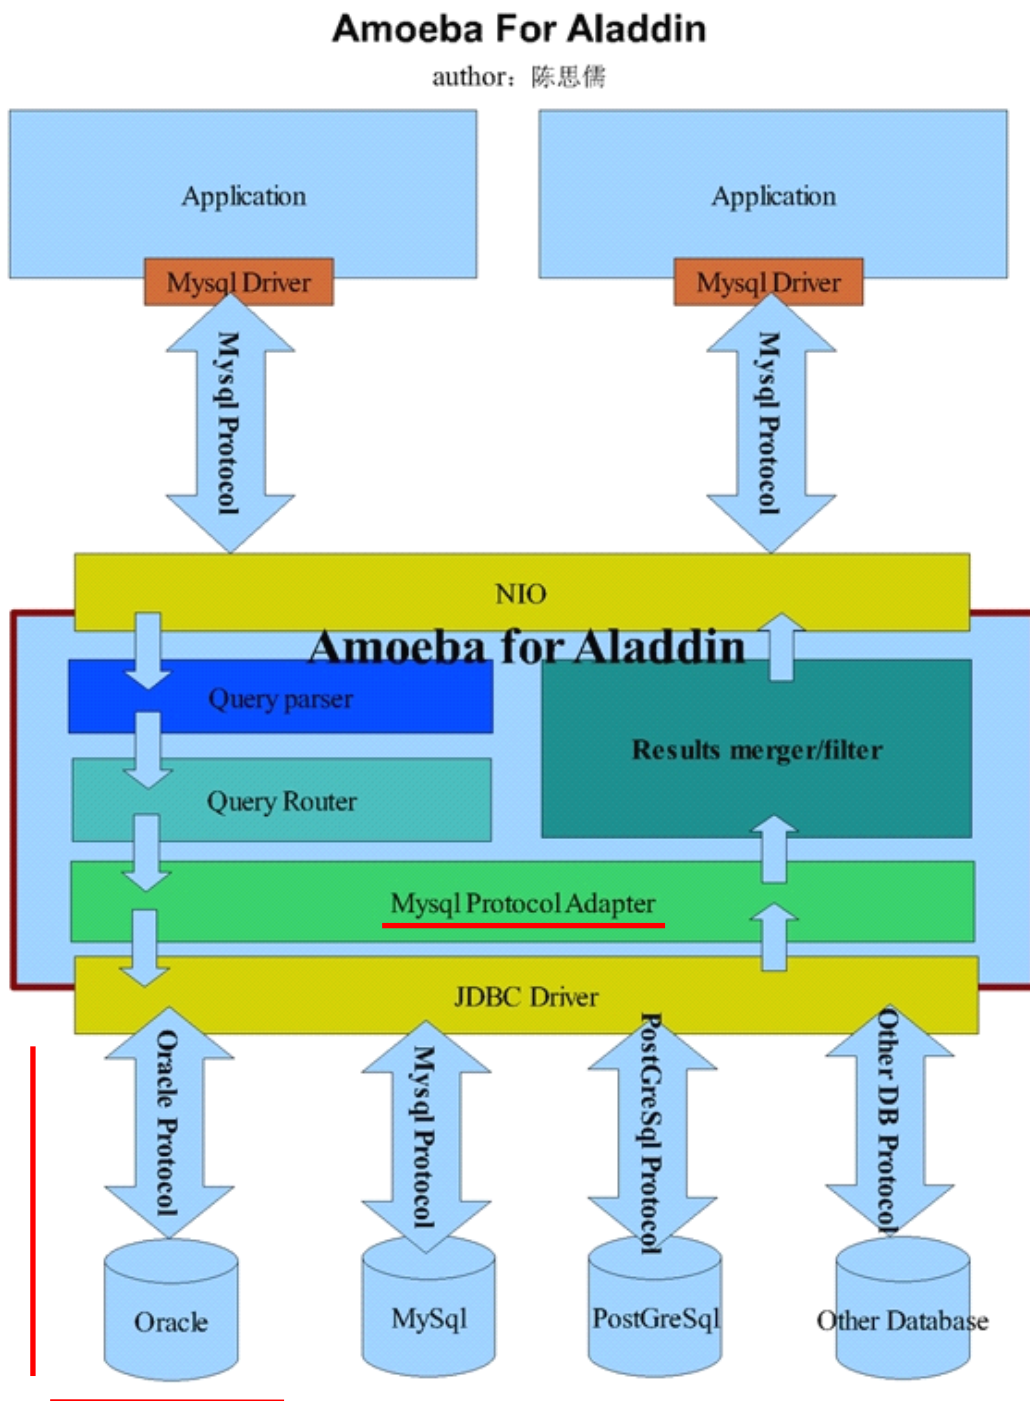 Amoeba For Aladdin
author：陈思儒
Application
Application
Mysql Driver
Mysql Driver
Mysql Protocol
Mysql Protocol
NIO
Amoeba for Aladdin
Query parser
Results merger/filter
Query Router
Mysql Protocol Adapter
JDBC Driver
Oracle Protocol
Mysql Protocol
PostGreSql Protocol
Other DB Protocol
Oracle
MySql
PostGreSql
Other Database